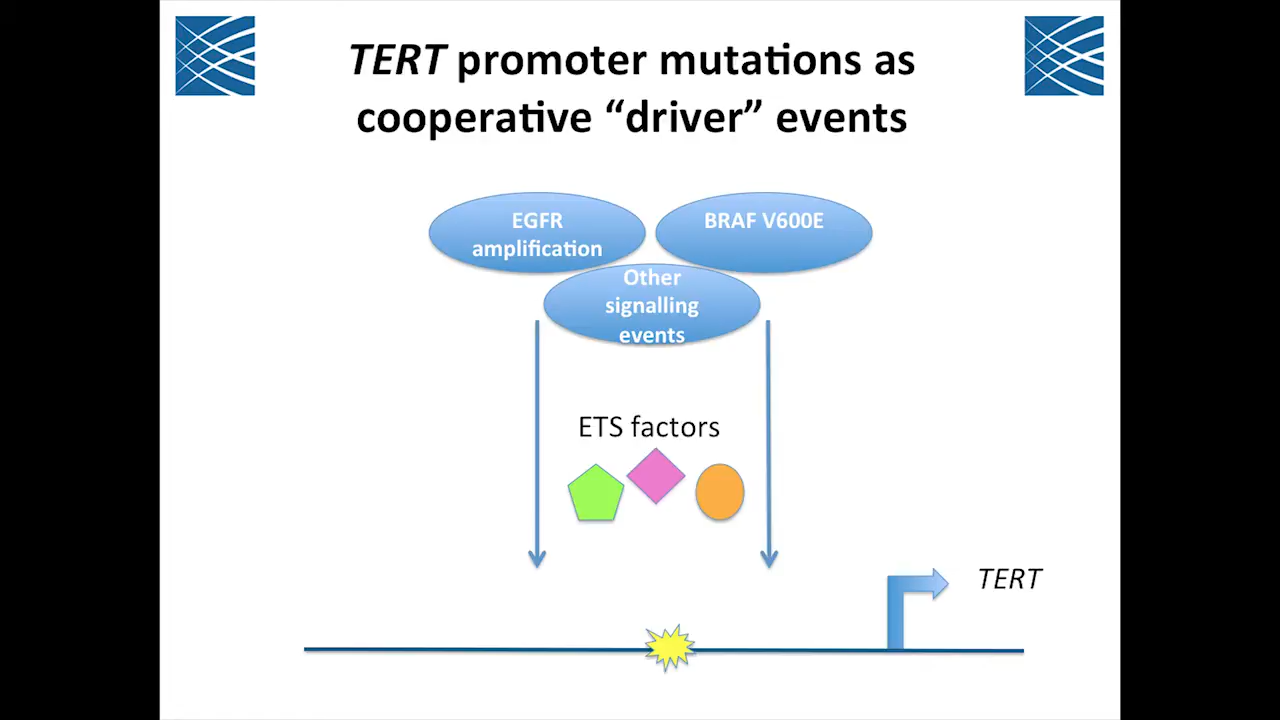 TERT promoter mutations as
cooperative “driver” events
EGFR
amplification
BRAF V600E
Other
signalling
events
ETS factors
TERT